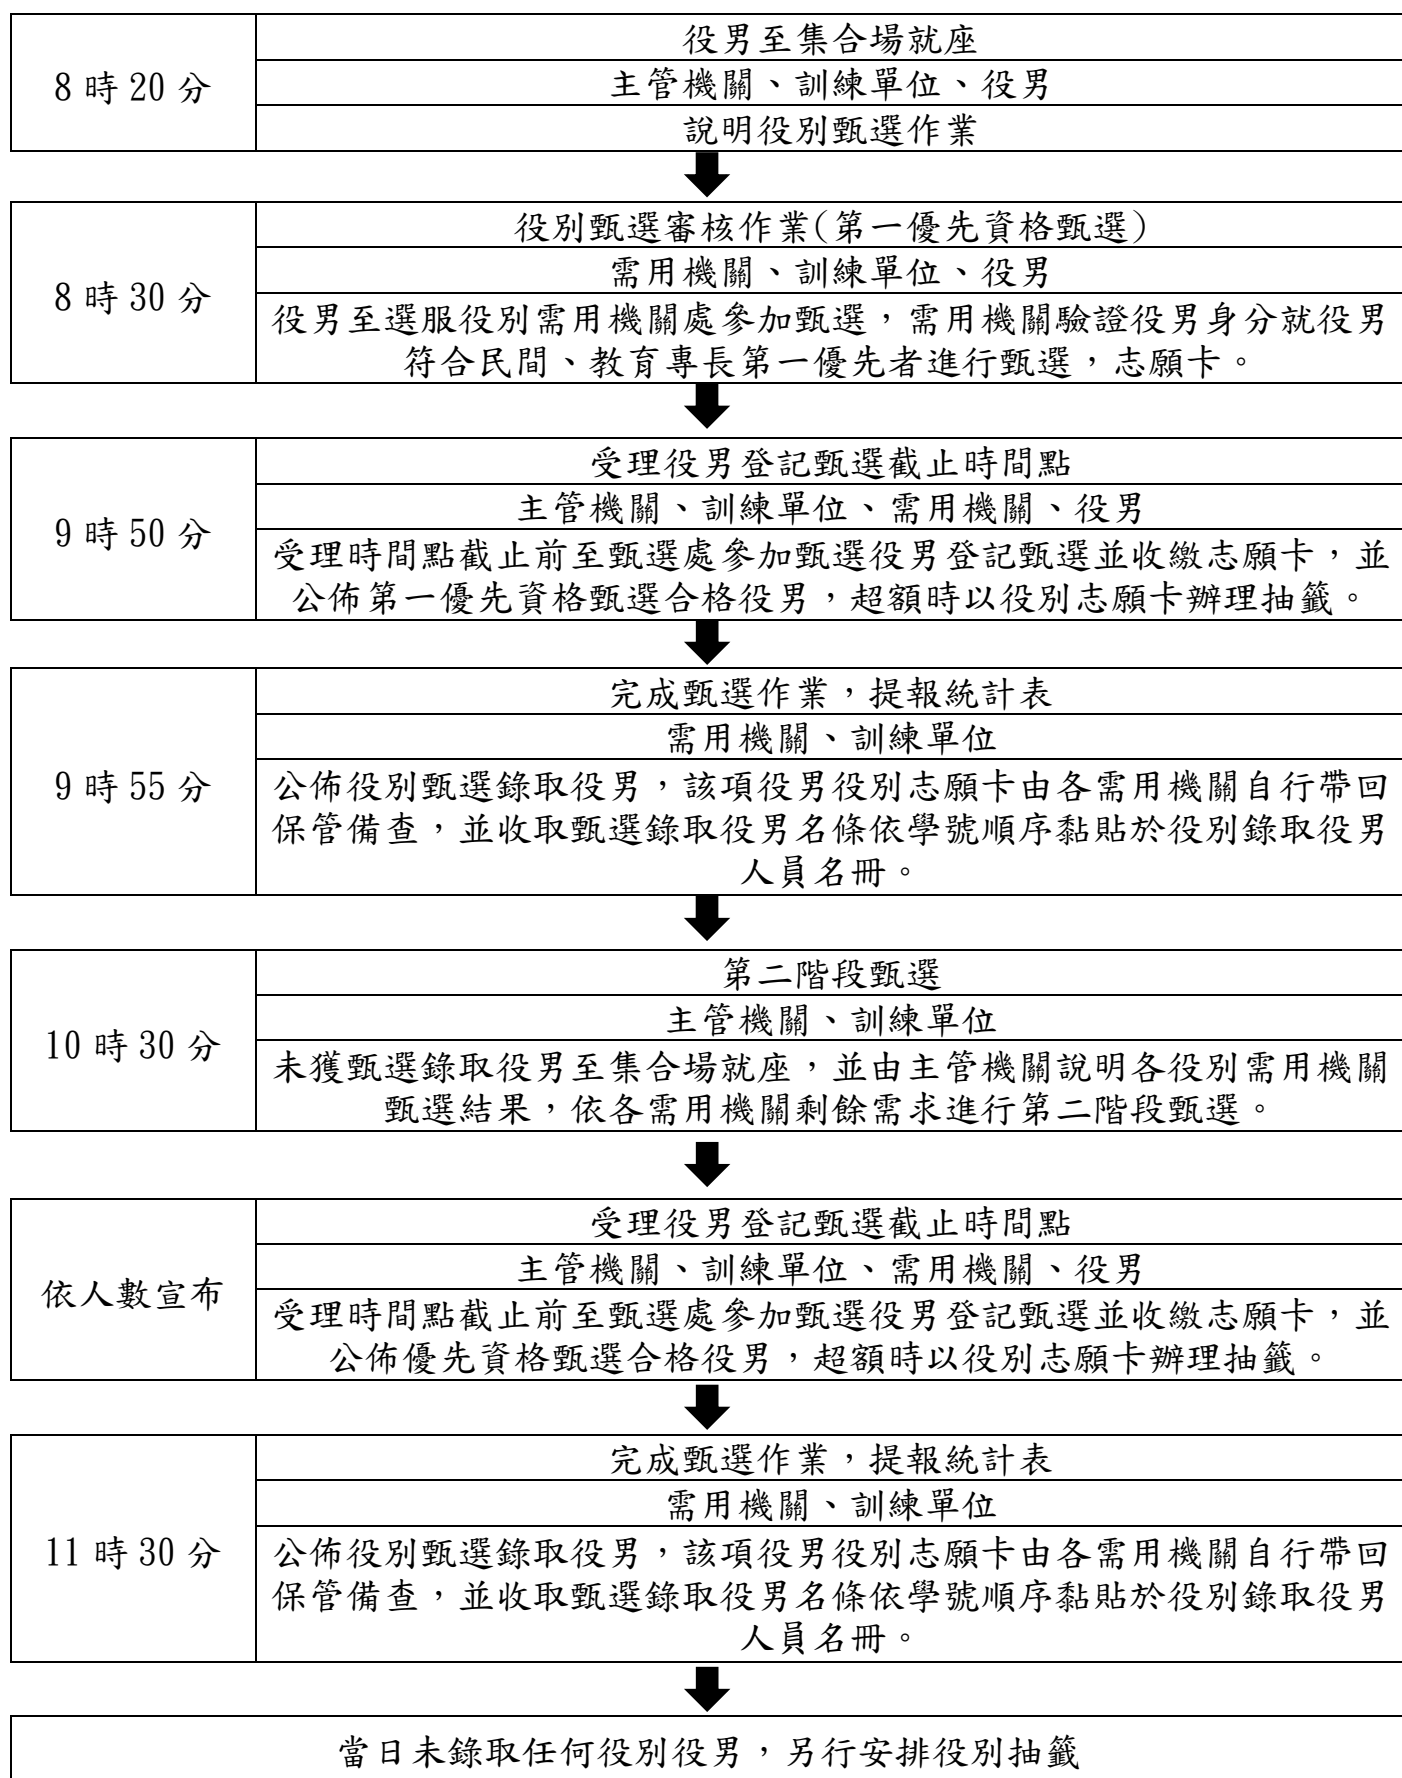 8 時 20 分
役男至集合場就座
主管機關、訓練單位、役男
說明役別甄選作業
8 時 30 分
役別甄選審核作業(第一優先資格甄選)
需用機關、訓練單位、役男
役男至選服役別需用機關處參加甄選，需用機關驗證役男身分就役男
符合民間、教育專長第一優先者進行甄選，志願卡。
9 時 50 分
受理役男登記甄選截止時間點
主管機關、訓練單位、需用機關、役男
受理時間點截止前至甄選處參加甄選役男登記甄選並收繳志願卡，並
公佈第一優先資格甄選合格役男，超額時以役別志願卡辦理抽籤。
9 時 55 分
完成甄選作業，提報統計表
需用機關、訓練單位
公佈役別甄選錄取役男，該項役男役別志願卡由各需用機關自行帶回
保管備查，並收取甄選錄取役男名條依學號順序黏貼於役別錄取役男
人員名冊。
10 時 30 分
第二階段甄選
主管機關、訓練單位
未獲甄選錄取役男至集合場就座，並由主管機關說明各役別需用機關
甄選結果，依各需用機關剩餘需求進行第二階段甄選。
依人數宣布
受理役男登記甄選截止時間點
主管機關、訓練單位、需用機關、役男
受理時間點截止前至甄選處參加甄選役男登記甄選並收繳志願卡，並
公佈優先資格甄選合格役男，超額時以役別志願卡辦理抽籤。
11 時 30 分
完成甄選作業，提報統計表
需用機關、訓練單位
公佈役別甄選錄取役男，該項役男役別志願卡由各需用機關自行帶回
保管備查，並收取甄選錄取役男名條依學號順序黏貼於役別錄取役男
人員名冊。
當日未錄取任何役別役男，另行安排役別抽籤